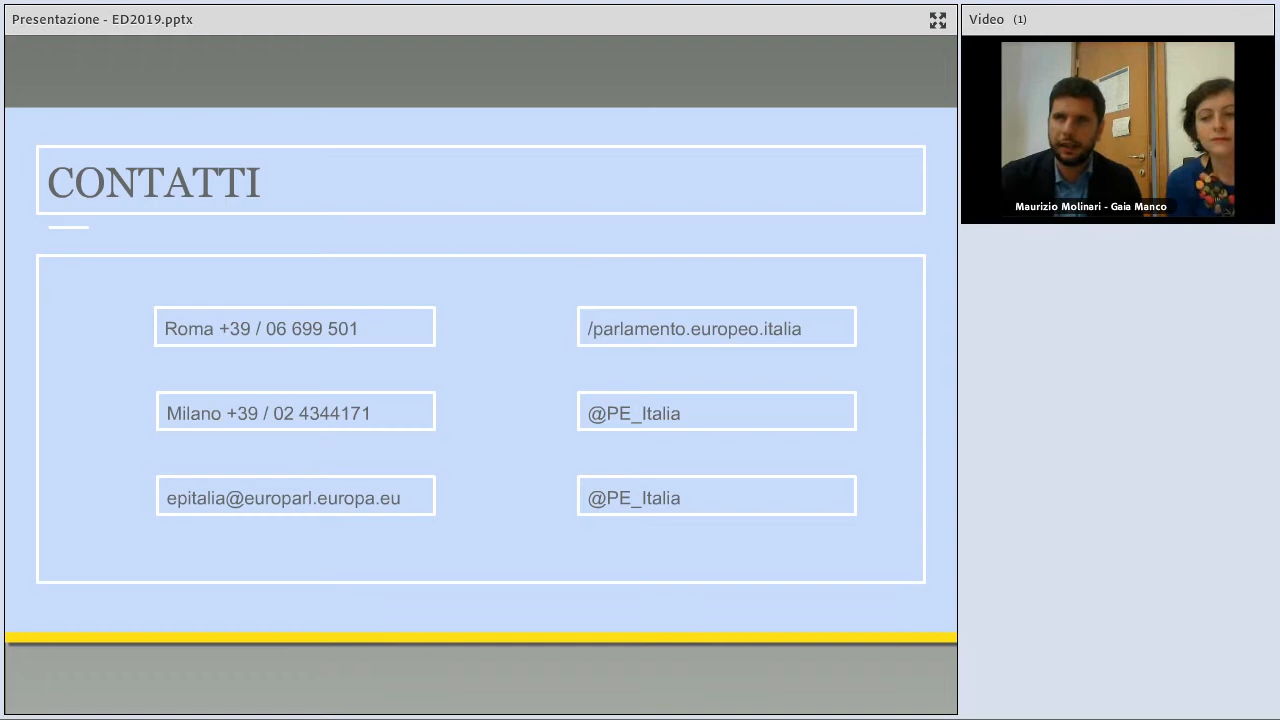 Presentazione - ED2019.pptx
Video (1)
Maurizio Molinari - Gaia Manco
CONTATTI
Roma +39 / 06 699 501
/parlamento.europeo.italia
Milano +39 / 02 4344171
@PE_Italia
epitalia@europarl.europa.eu
@PE_Italia